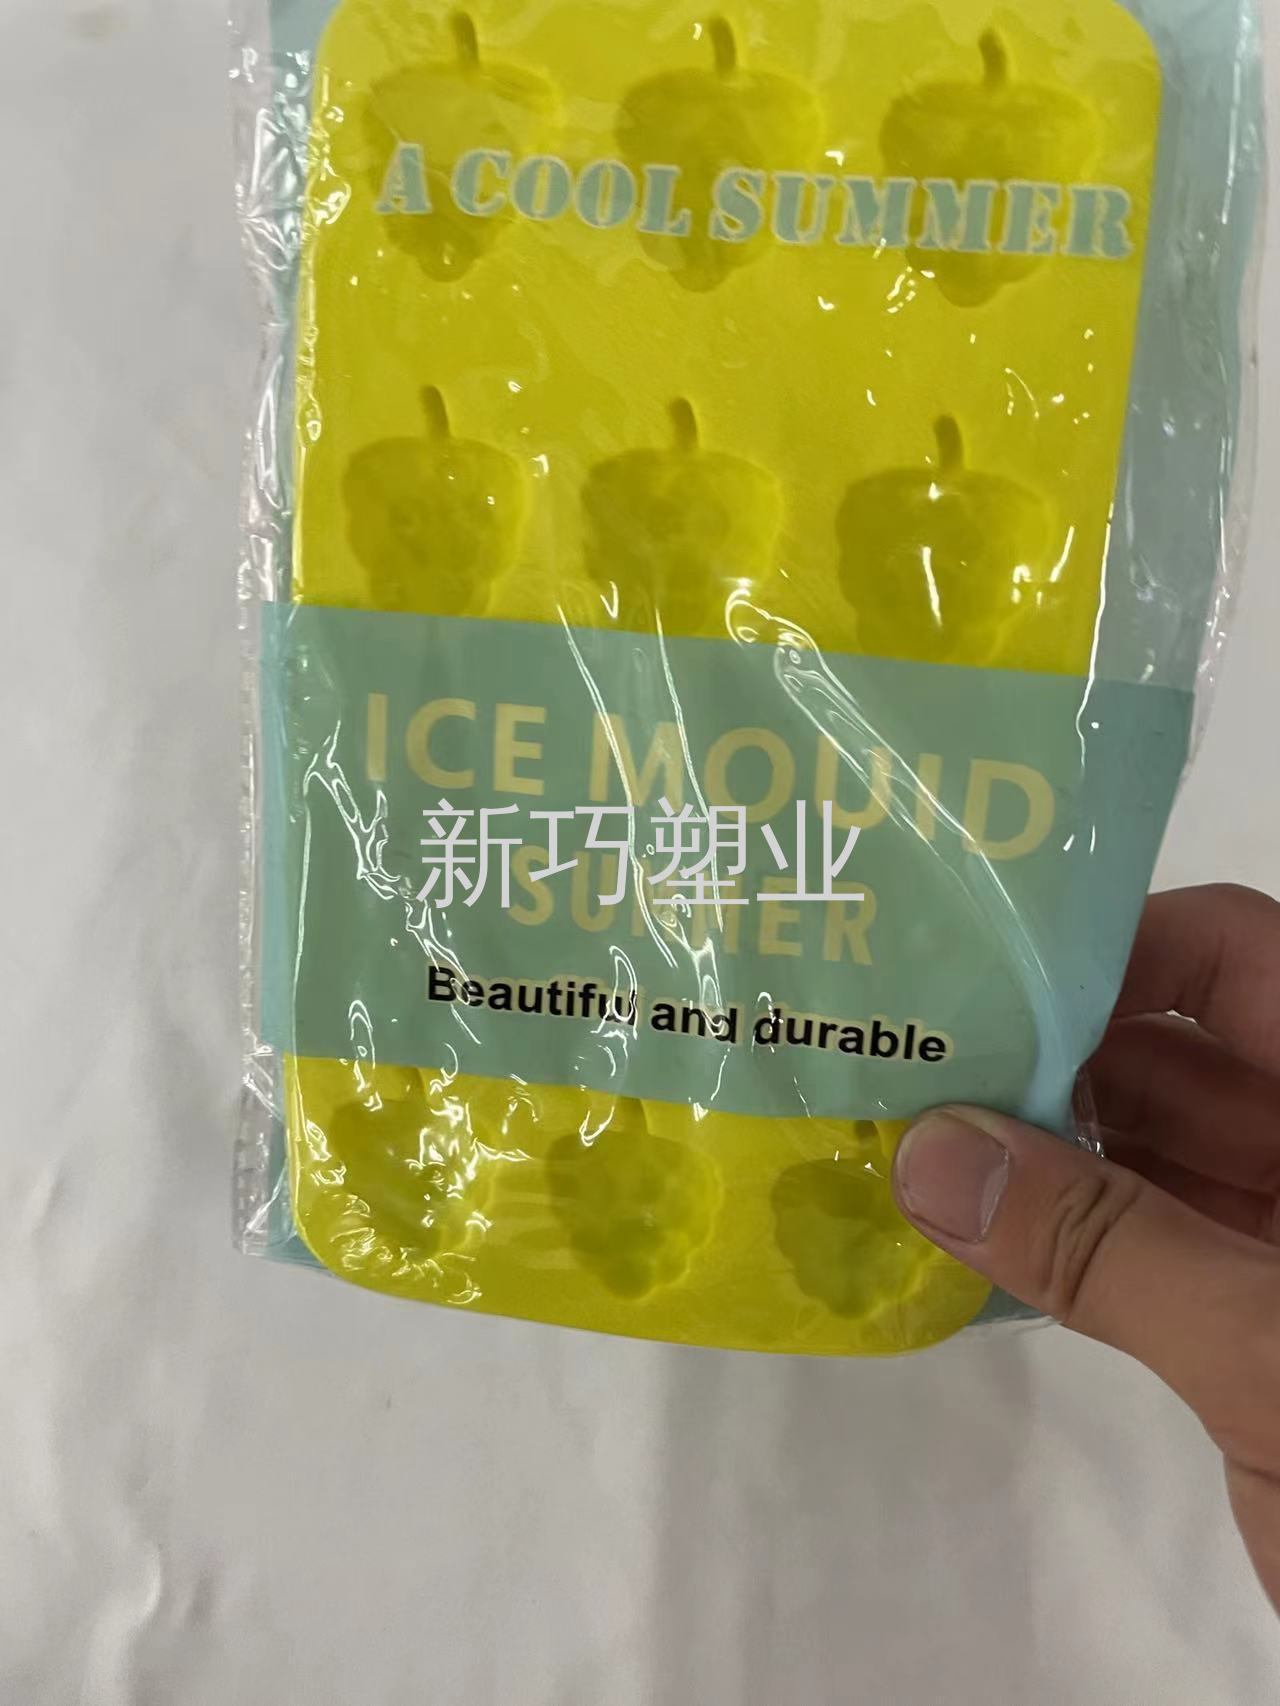 A COOL SUMMER
ICE MOUID
新巧塑业
SUMMER
Beautiful and durable